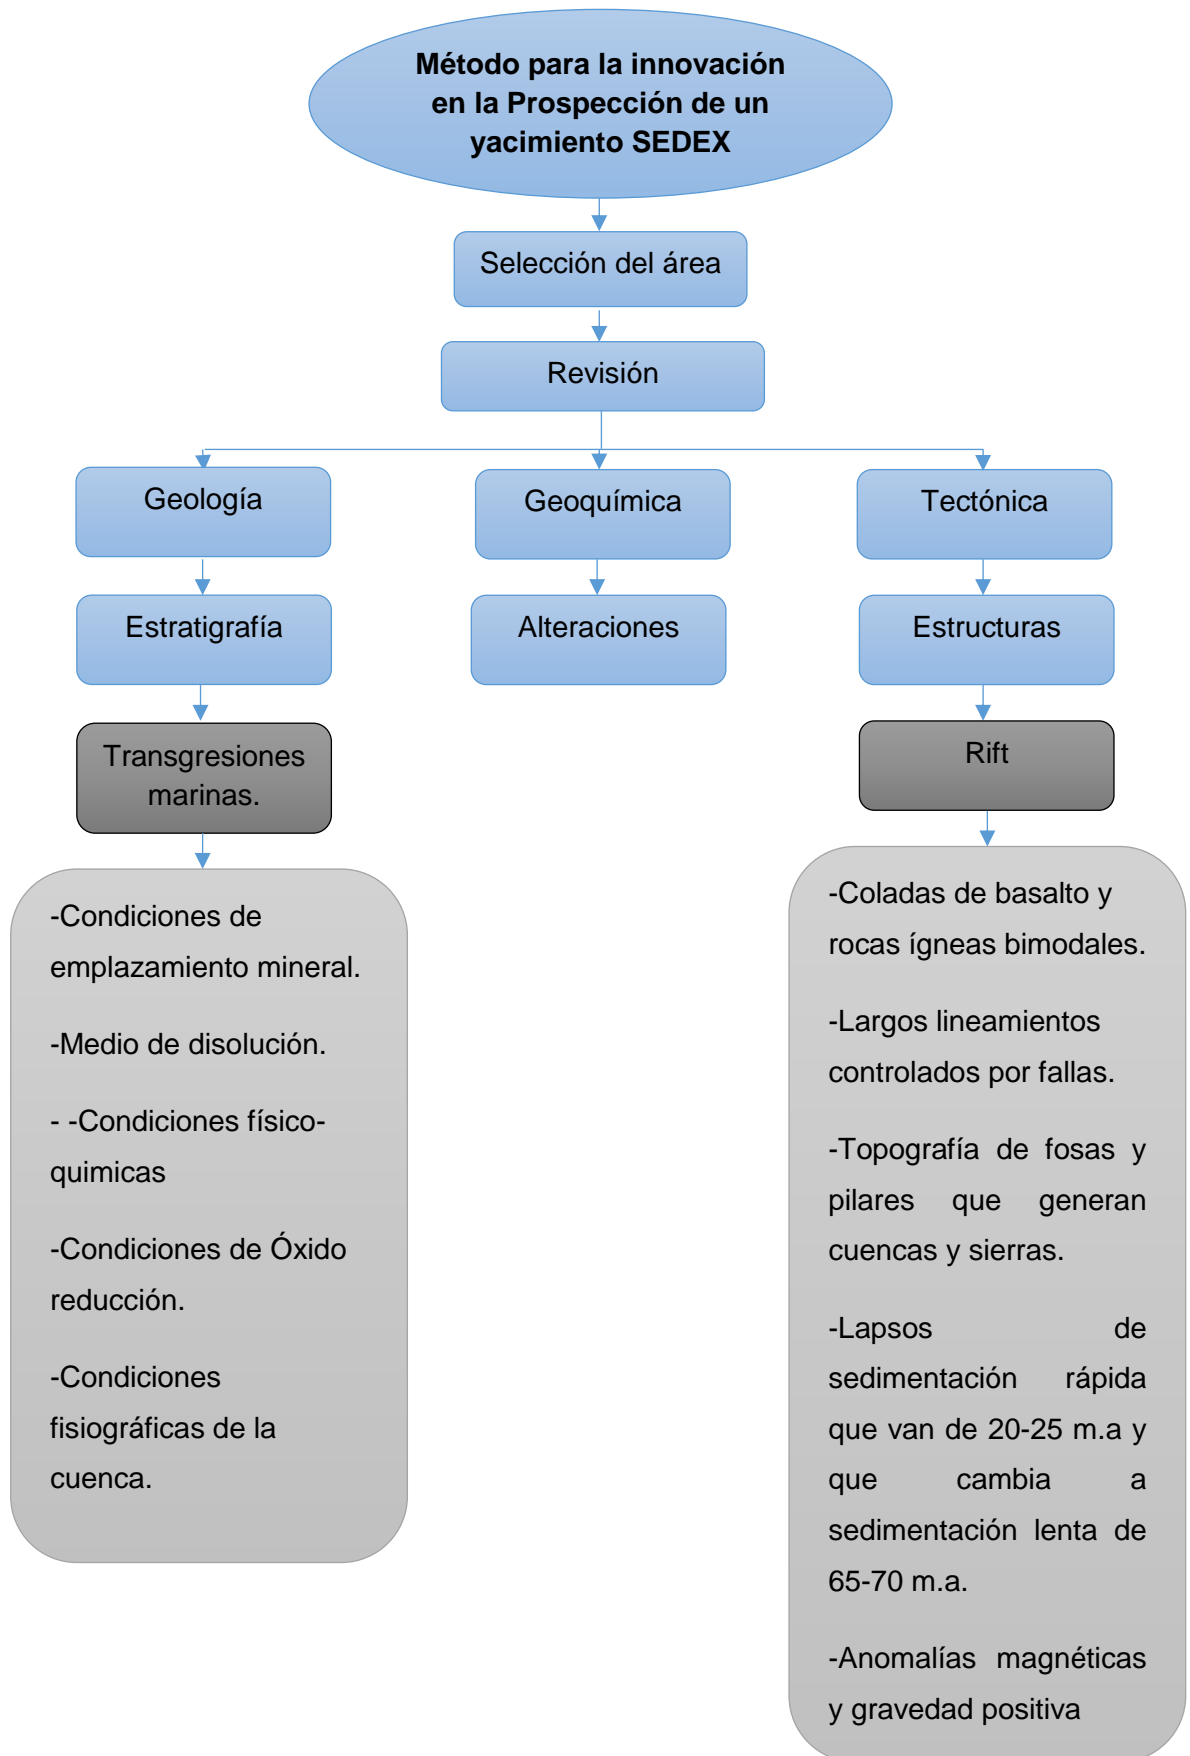 Método para la innovación
en la Prospección de un
yacimiento SEDEX
Selección del área
Revisión
Geología
Geoquímica
Tectónica
Estratigrafía
Alteraciones
Estructuras
Transgresiones
marinas.
Rift
-Condiciones de
emplazamiento mineral.
-Medio de disolución.
- -Condiciones físico-
quimicas
-Condiciones de Óxido
reducción.
-Condiciones
fisiográficas de la
cuenca.
-Coladas de basalto y
rocas ígneas bimodales.
-Largos lineamientos
controlados por fallas.
-Topografía de fosas y
pilares que generan
cuencas y sierras.
-Lapsos de
sedimentación rápida
que van de 20-25 m.a y
que cambia a
sedimentación lenta de
65-70 m.a.
-Anomalías magnéticas
y gravedad positiva